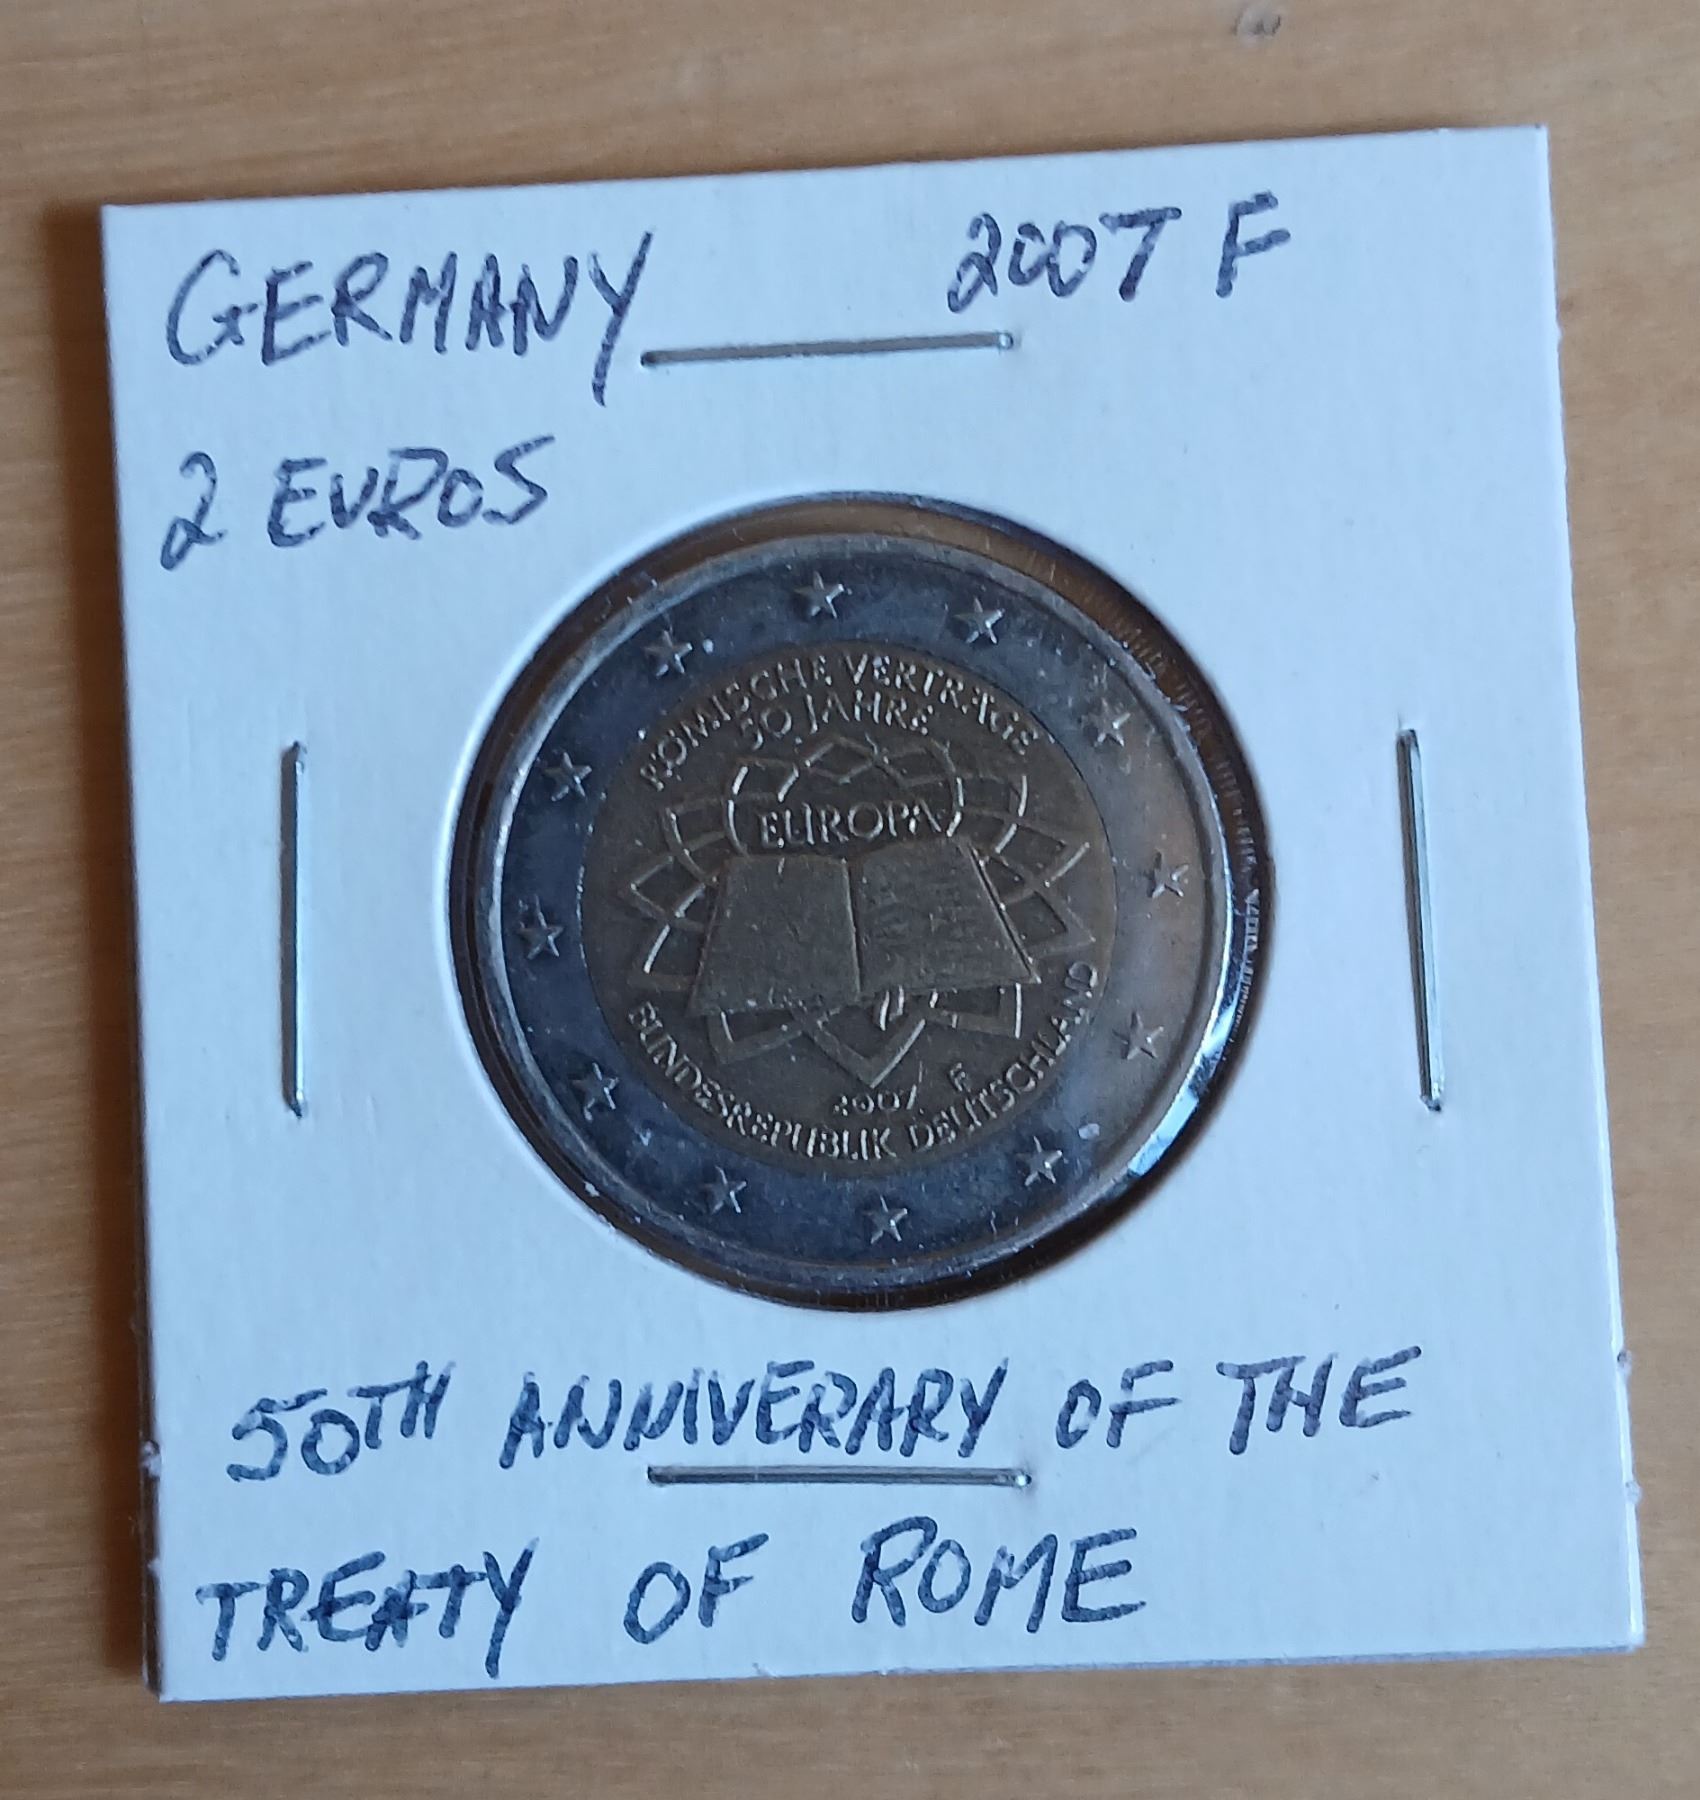 GERMANY 2007 F
2 EUROS
RÖMISCHE VERTRÄGE
50 JAHRE
EUROPA
2007 F
BUNDESREPUBLIK DEUTSCHLAND
50TH ANNIVERARY OF THE
TREATY OF ROME